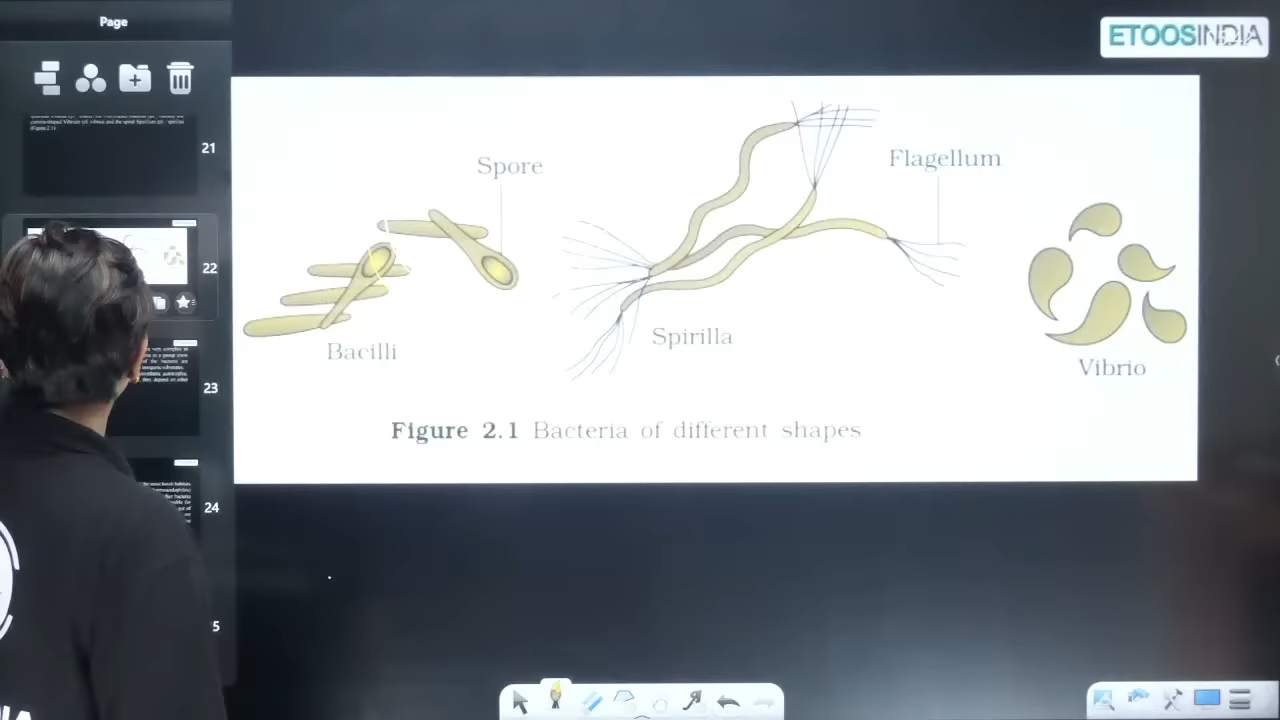 Page
ETOOSINDIA
21
22
23
24
5
Spore
Flagellum
Bacilli
Spirilla
Vibrio
Figure 2.1 Bacteria of different shapes